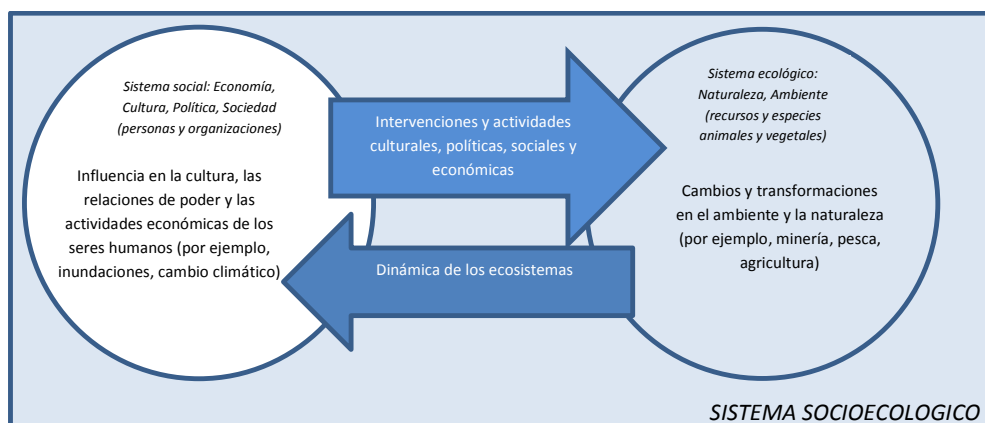 Sistema social: Economía,
Cultura, Política, Sociedad
(personas y organizaciones)
Influencia en la cultura, las
relaciones de poder y las
actividades económicas de los
seres humanos (por ejemplo,
inundaciones, cambio climático)
Intervenciones y actividades
culturales, políticas, sociales y
económicas
Dinámica de los ecosistemas
Sistema ecológico:
Naturaleza, Ambiente
(recursos y especies
animales y vegetales)
Cambios y transformaciones
en el ambiente y la naturaleza
(por ejemplo, minería, pesca,
agricultura)
SISTEMA SOCIOECOLOGICO